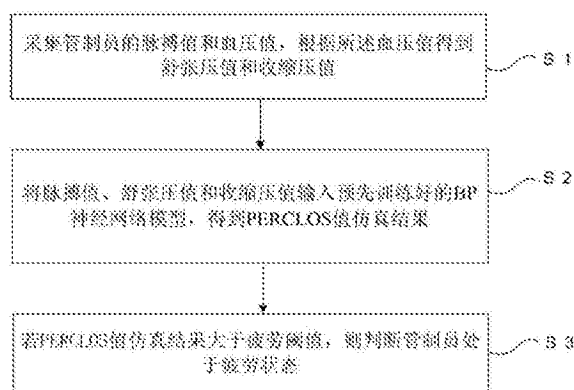 采集管制员的脉搏值和血压值，根据所述血压值得到
舒张压值和收缩压值
S1
将脉搏值、舒张压值和收缩压值输入预先训练好的BP
神经网络模型，得到PERCLOS值仿真结果
S2
若PERCLOS值仿真结果大于疲劳阈值，则判断管制员处
于疲劳状态
S3